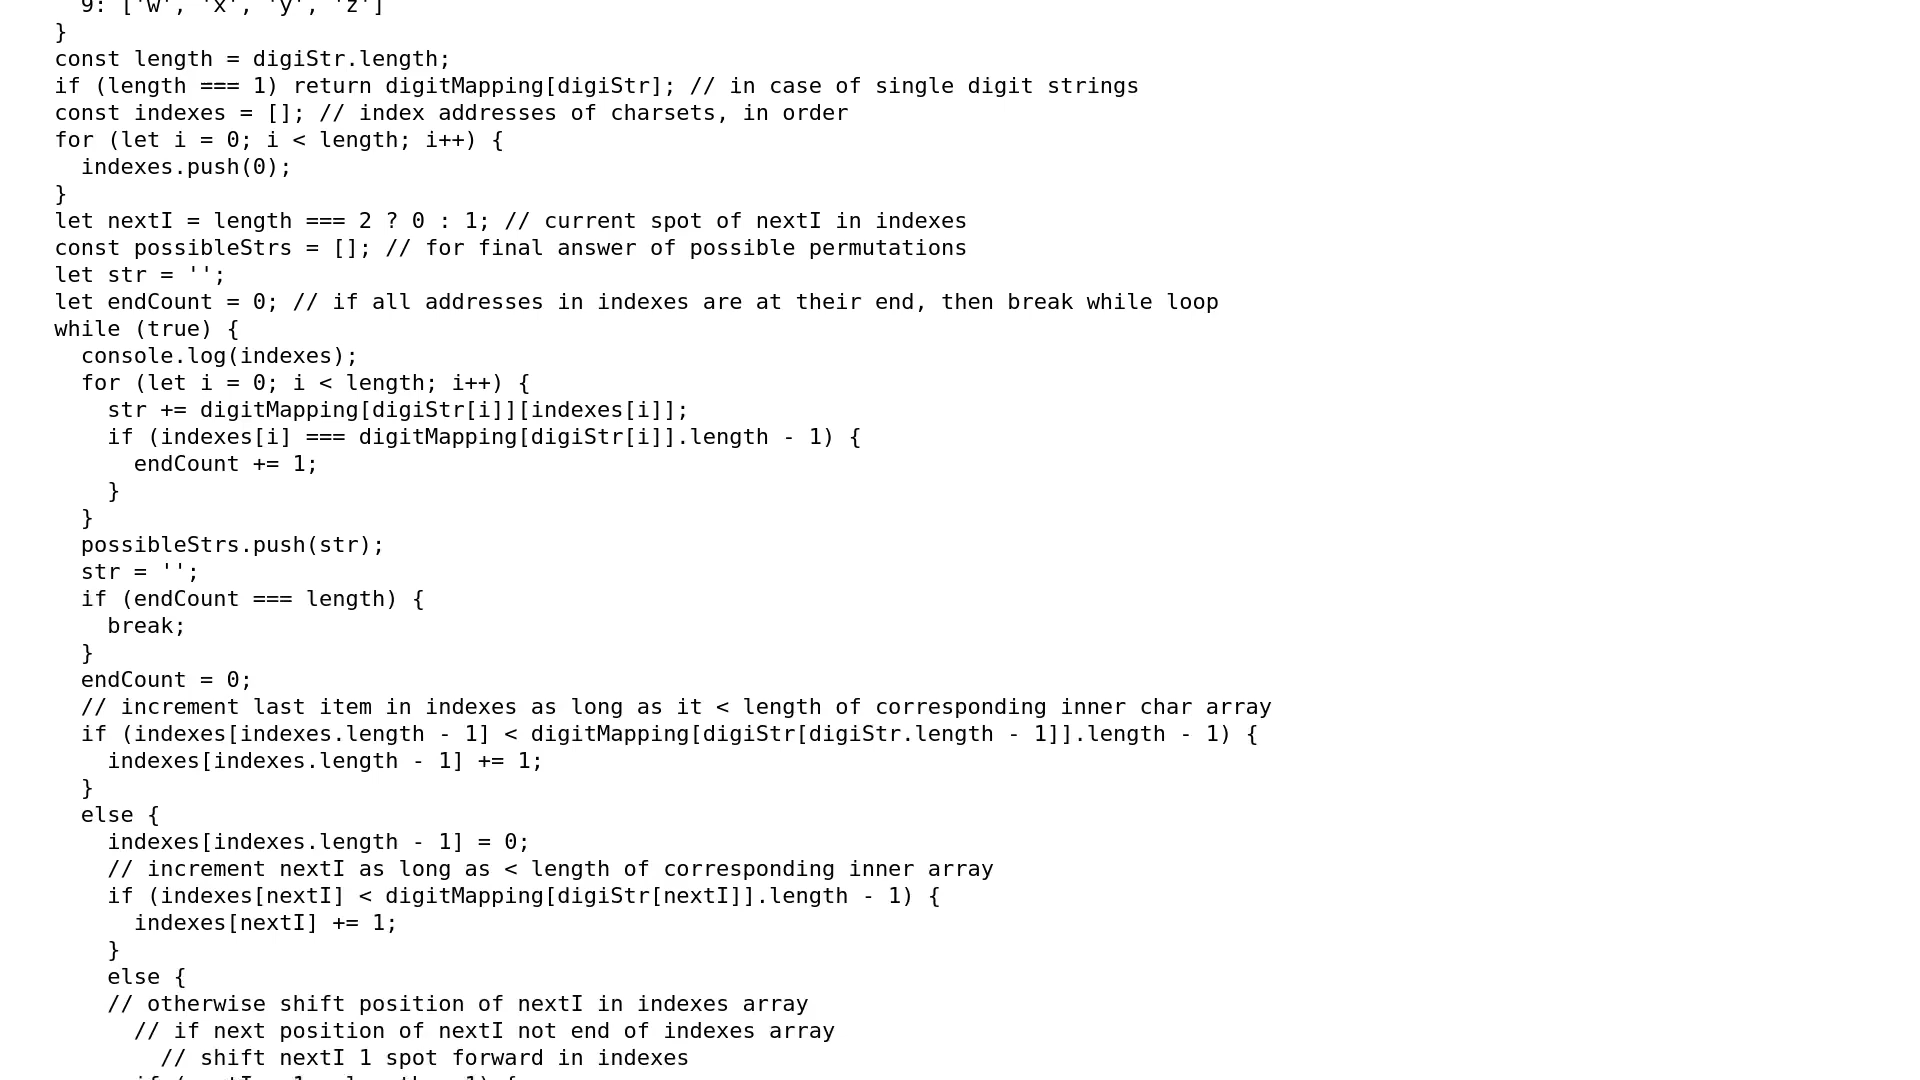 9: ['w', 'x', 'y', 'z']
}
const length = digiStr.length;
if (length === 1) return digitMapping[digiStr]; // in case of single digit strings
const indexes = []; // index addresses of charsets, in order
for (let i = 0; i < length; i++) {
indexes.push(0);
}
let nextI = length === 2 ? 0 : 1; // current spot of nextI in indexes
const possibleStrs = []; // for final answer of possible permutations
let str = '';
let endCount = 0; // if all addresses in indexes are at their end, then break while loop
while (true) {
console.log(indexes);
for (let i = 0; i < length; i++) {
str += digitMapping[digiStr[i]][indexes[i]];
if (indexes[i] === digitMapping[digiStr[i]].length - 1) {
endCount += 1;
}
}
possibleStrs.push(str);
str = '';
if (endCount === length) {
break;
}
endCount = 0;
// increment last item in indexes as long as it < length of corresponding inner char array
if (indexes[indexes.length - 1] < digitMapping[digiStr[digiStr.length - 1]].length - 1) {
indexes[indexes.length - 1] += 1;
}
else {
indexes[indexes.length - 1] = 0;
// increment nextI as long as < length of corresponding inner array
if (indexes[nextI] < digitMapping[digiStr[nextI]].length - 1) {
indexes[nextI] += 1;
}
else {
// otherwise shift position of nextI in indexes array
// if next position of nextI not end of indexes array
// shift nextI 1 spot forward in indexes